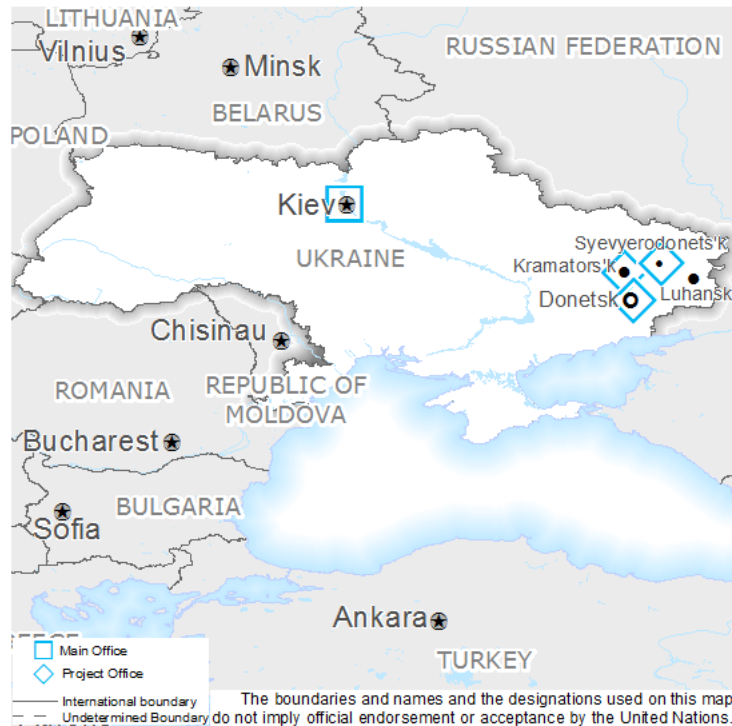 LITHUANIA
Vilnius
Minsk
RUSSIAN FEDERATION
BELARUS
POLAND
Kiev
UKRAINE
Syevyerodonets'k
Kramators'k
Donetsk
Luhansk
Chisinau
ROMANIA
REPUBLIC OF
MOLDOVA
Bucharest
BULGARIA
Sofia
Ankara
TURKEY
Main Office
Project Office
International boundary
Undetermined Boundary
The boundaries and names and the designations used on this map
do not imply official endorsement or acceptance by the United Nations.